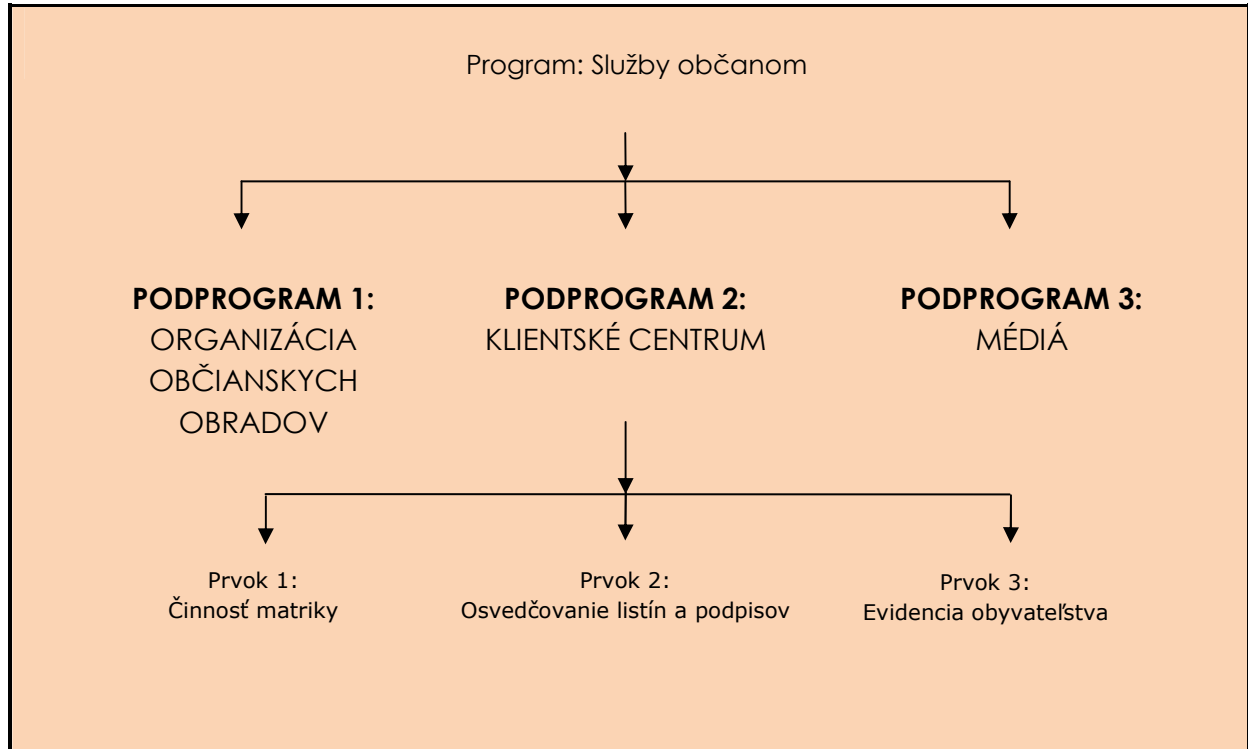 Program: Služby občanom
PODPROGRAM 1:
ORGANIZÁCIA
OBČIANSKYCH
OBRADOV
PODPROGRAM 2:
KLIENTSKÉ CENTRUM
PODPROGRAM 3:
MÉDIÁ
Prvok 1:
Činnosť matriky
Prvok 2:
Osvedčovanie listín a podpisov
Prvok 3:
Evidencia obyvateľstva